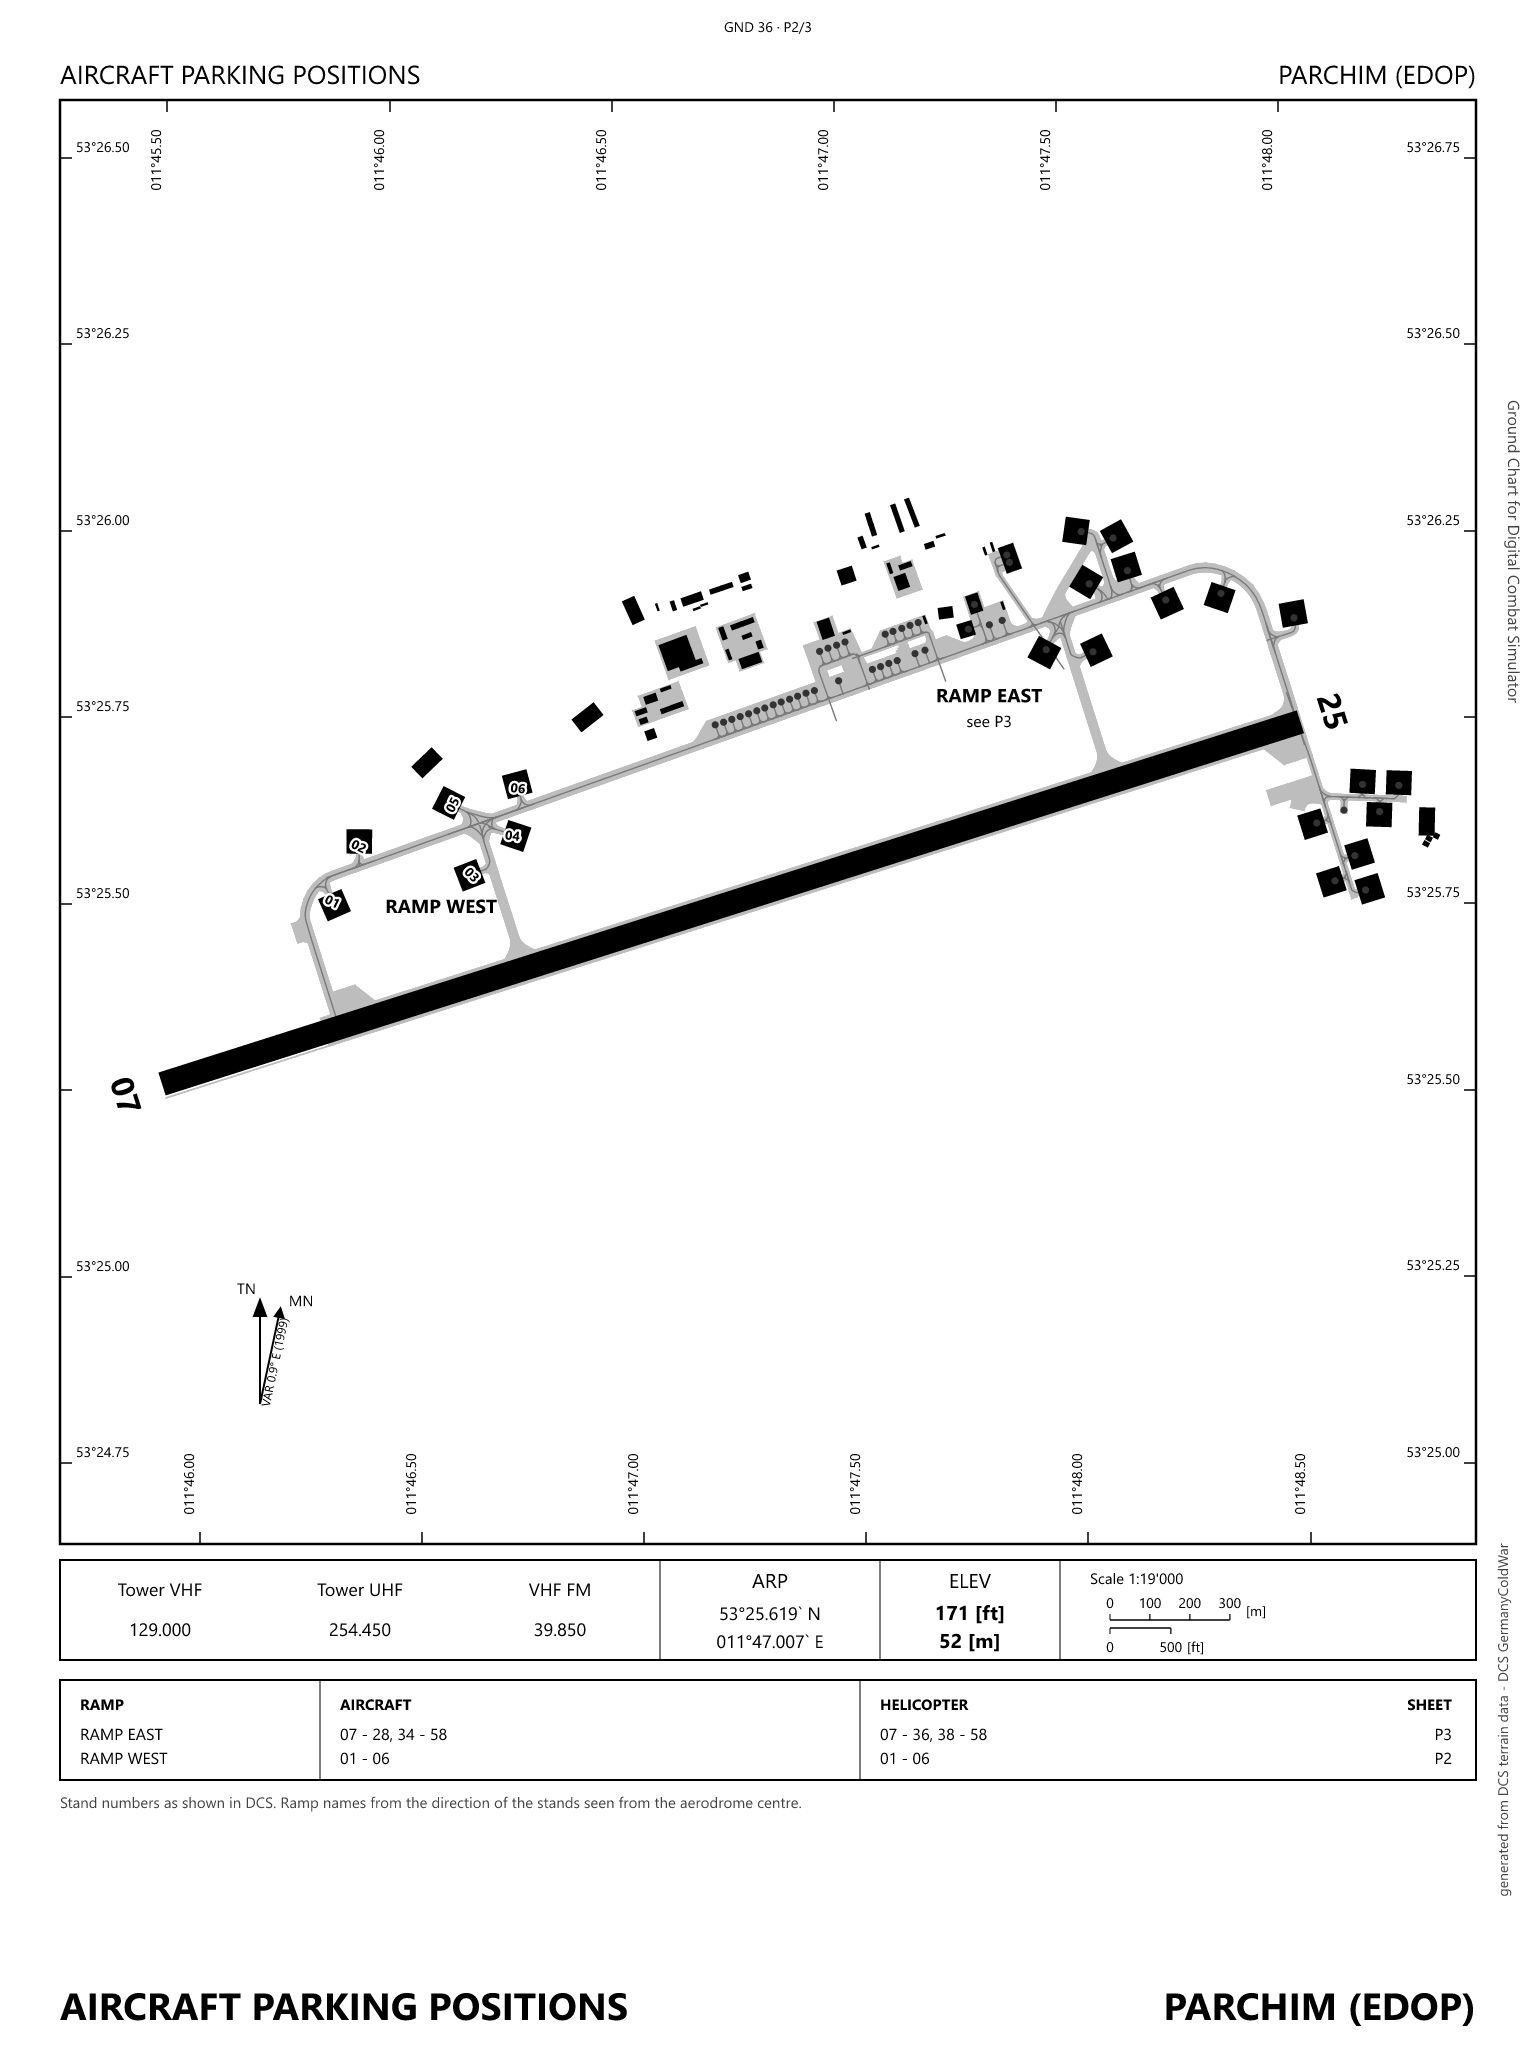 GND 36 · P2/3
AIRCRAFT PARKING POSITIONS
PARCHIM (EDOP)
011°45.50
011°46.00
011°46.50
011°47.00
011°47.50
011°48.00
53°26.50
53°26.75
53°26.25
53°26.50
53°26.00
53°26.25
53°25.75
53°25.50
53°25.75
53°25.50
53°25.00
53°25.25
53°24.75
53°25.00
RAMP EAST
see P3
25
06
05
04
02
03
01
RAMP WEST
07
TN
MN
VAR 0.9° E (1999)
011°46.00
011°46.50
011°47.00
011°47.50
011°48.00
011°48.50
Ground Chart for Digital Combat Simulator
generated from DCS terrain data - DCS GermanyColdWar
Tower VHF
129.000
Tower UHF
254.450
VHF FM
39.850
ARP
53°25.619` N
011°47.007` E
ELEV
171 [ft]
52 [m]
Scale 1:19'000
0 100 200 300 [m]
0 500 [ft]
RAMP AIRCRAFT HELICOPTER SHEET
RAMP EAST 07 - 28, 34 - 58 07 - 36, 38 - 58 P3
RAMP WEST 01 - 06 01 - 06 P2
Stand numbers as shown in DCS. Ramp names from the direction of the stands seen from the aerodrome centre.
AIRCRAFT PARKING POSITIONS
PARCHIM (EDOP)